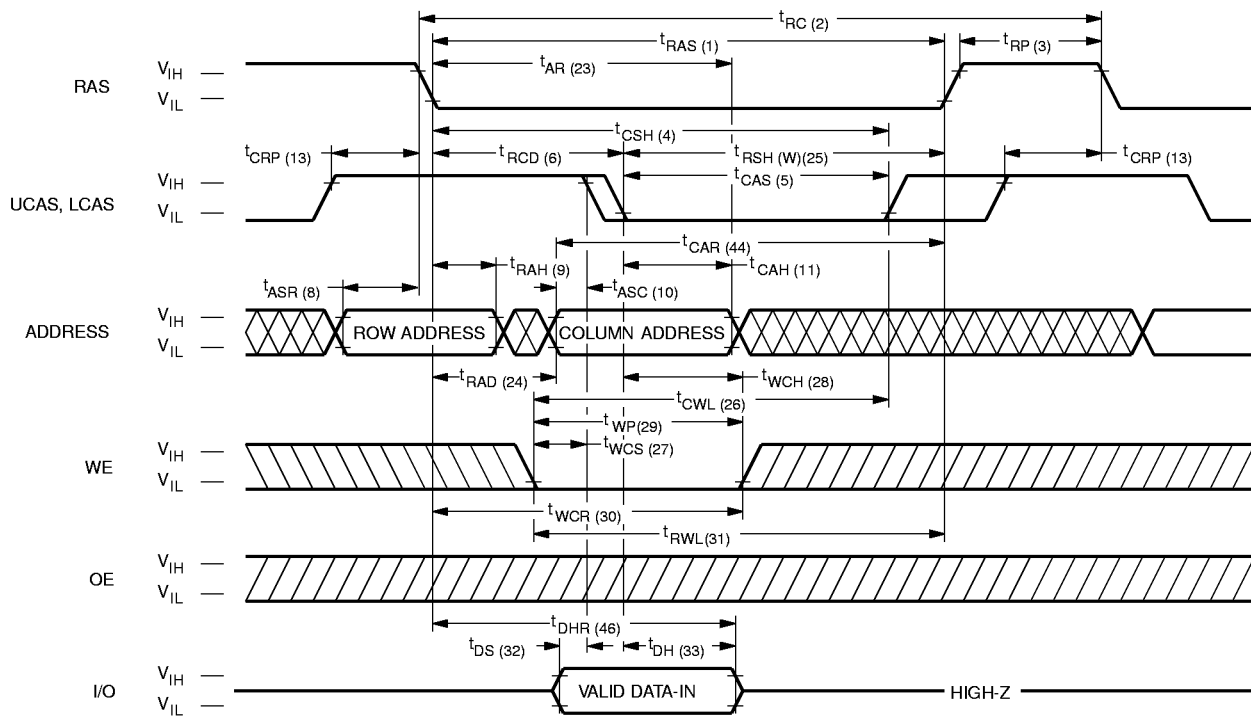 tRC (2)
tRAS (1)
tRP (3)
tAR (23)
RAS
VIH
VIL
tCSH (4)
tCRP (13)
tRCD (6)
tRSH (W)(25)
tCRP (13)
tCAS (5)
UCAS, LCAS
VIH
VIL
tCAR (44)
tRAH (9)
tCAH (11)
tASR (8)
tASC (10)
ADDRESS
VIH
VIL
ROW ADDRESS
COLUMN ADDRESS
tRAD (24)
tWCH (28)
tCWL (26)
tWP(29)
tWCS (27)
WE
VIH
VIL
tWCR (30)
tRWL(31)
OE
VIH
VIL
tDHR (46)
tDS (32)
tDH (33)
I/O
VIH
VIL
VALID DATA-IN
HIGH-Z